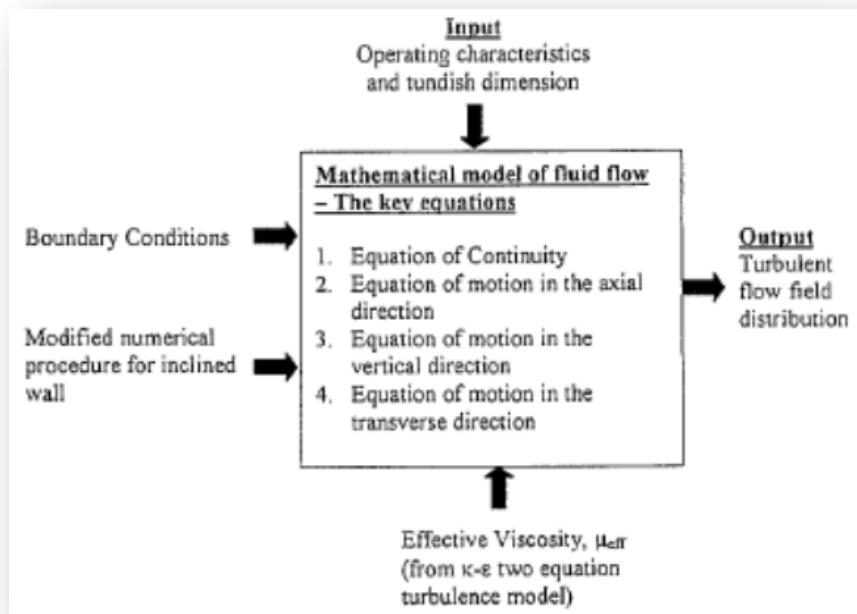 Input
Operating characteristics
and tundish dimension
Mathematical model of fluid flow
– The key equations
Boundary Conditions
1. Equation of Continuity
2. Equation of motion in the axial
direction
3. Equation of motion in the
vertical direction
4. Equation of motion in the
transverse direction
Modified numerical
procedure for inclined
wall
Output
Turbulent
flow field
distribution
Effective Viscosity, μeff
(from κ-ε two equation
turbulence model)